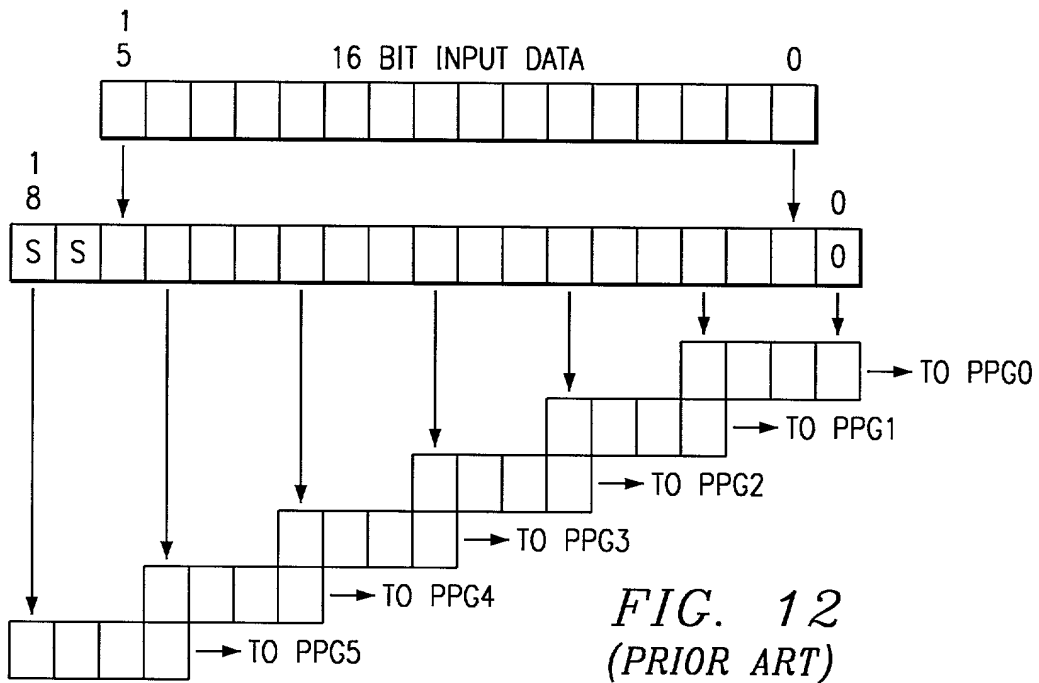 1
5 16 BIT INPUT DATA 0
1
8 0
S S 0
TO PPG0
TO PPG1
TO PPG2
TO PPG3
TO PPG4
TO PPG5
FIG. 12
(PRIOR ART)